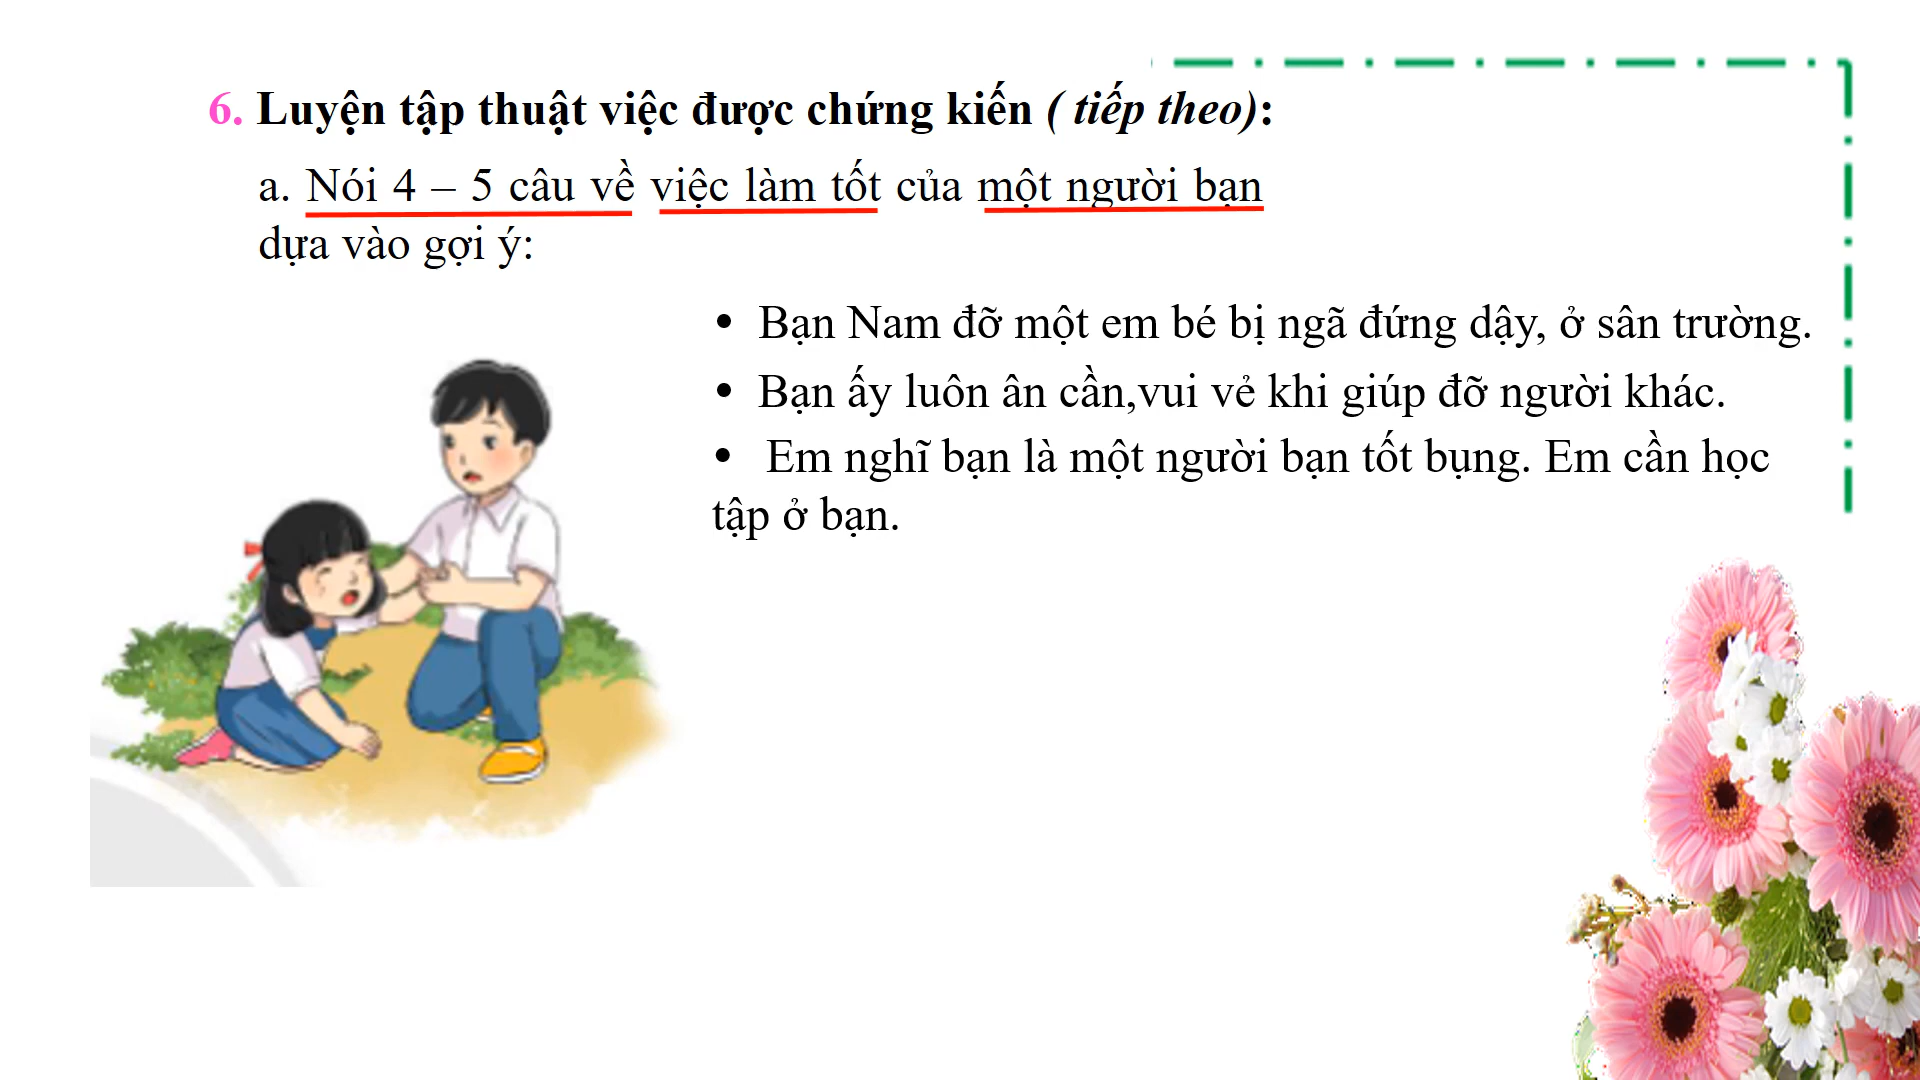 6. Luyện tập thuật việc được chứng kiến ( tiếp theo):
a. Nói 4 – 5 câu về việc làm tốt của một người bạn
dựa vào gợi ý:
• Bạn Nam đỡ một em bé bị ngã đứng dậy, ở sân trường.
• Bạn ấy luôn ân cần,vui vẻ khi giúp đỡ người khác.
• Em nghĩ bạn là một người bạn tốt bụng. Em cần học
tập ở bạn.